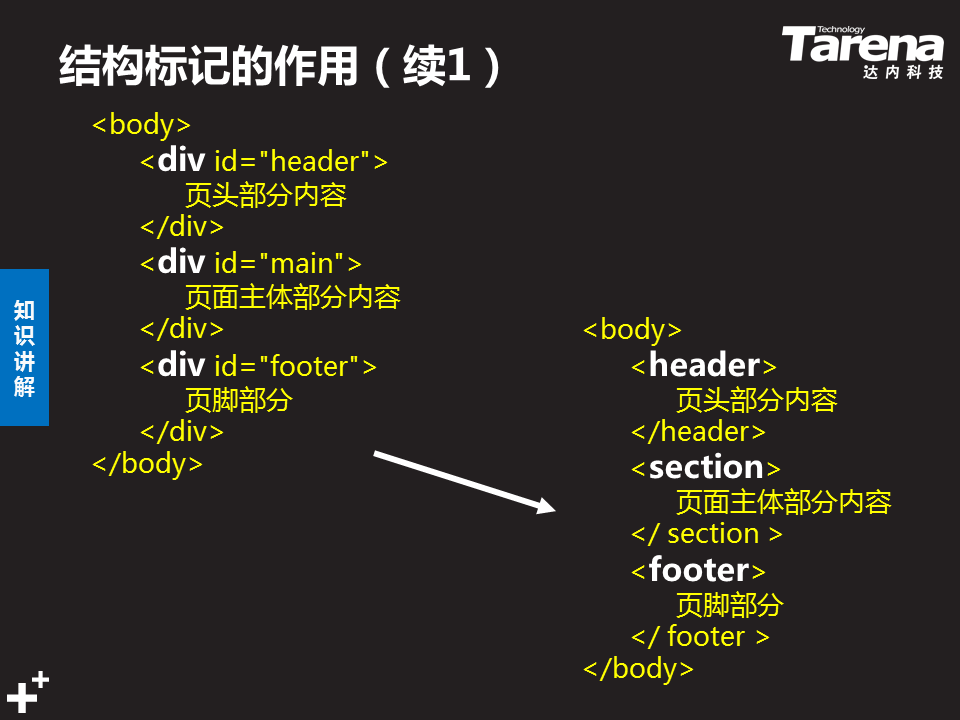 结构标记的作用（续1）
Technology
Tarena
达内科技
<body>
<div id="header">
页头部分内容
</div>
<div id="main">
页面主体部分内容
</div>
<div id="footer">
页脚部分
</div>
</body>
知识讲解
<body>
<header>
页头部分内容
</header>
<section>
页面主体部分内容
</ section >
<footer>
页脚部分
</ footer >
</body>